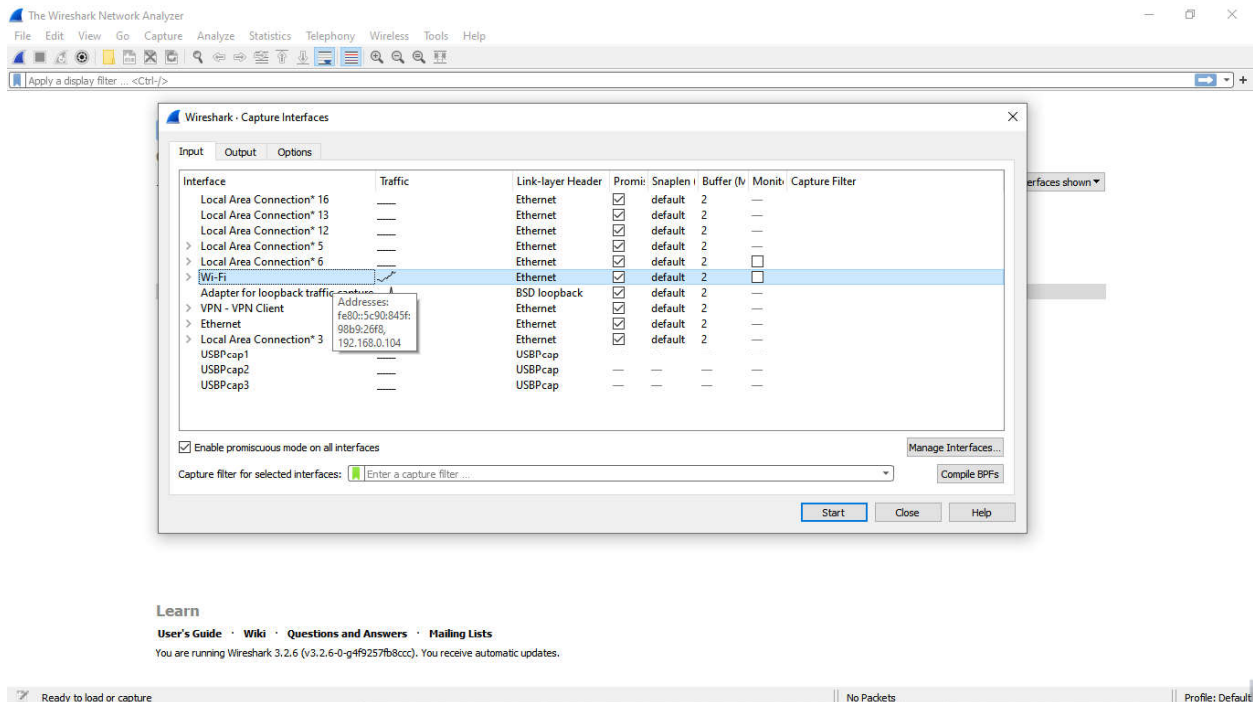 The Wireshark Network Analyzer
File Edit View Go Capture Analyze Statistics Telephony Wireless Tools Help
Apply a display filter ... <Ctrl-/>
Wireshark · Capture Interfaces
Input Output Options
Interface Traffic Link-layer Header Promi: Snaplen Buffer (M Monit Capture Filter
erfaces shown
Local Area Connection* 16 Ethernet default 2 —
Local Area Connection* 13 Ethernet default 2 —
Local Area Connection* 12 Ethernet default 2 —
Local Area Connection* 5 Ethernet default 2 —
Local Area Connection* 6 Ethernet default 2
Wi-Fi Ethernet default 2
Adapter for loopback traffic capture BSD loopback default 2 —
VPN - VPN Client Ethernet default 2 —
Ethernet Ethernet default 2 —
Local Area Connection* 3 Ethernet default 2 —
USBPcap1 USBPcap
USBPcap2 USBPcap — — — —
USBPcap3 USBPcap — — — —
Addresses:
fe80::5c90:845f:
98b9:26f8,
192.168.0.104
Enable promiscuous mode on all interfaces Manage Interfaces...
Capture filter for selected interfaces: Enter a capture filter ... Compile BPFs
Start Close Help
Learn
User's Guide · Wiki · Questions and Answers · Mailing Lists
You are running Wireshark 3.2.6 (v3.2.6-0-g4f9257fb8ccc). You receive automatic updates.
Ready to load or capture No Packets Profile: Default